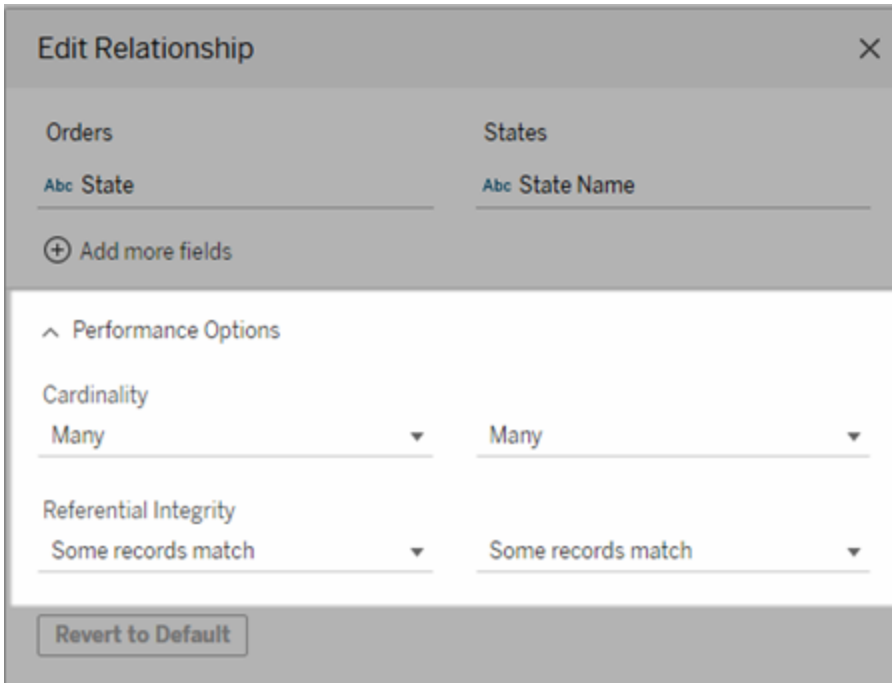 Edit Relationship
Orders States
Abc State Abc State Name
Add more fields
Performance Options
Cardinality
Many Many
Referential Integrity
Some records match Some records match
Revert to Default